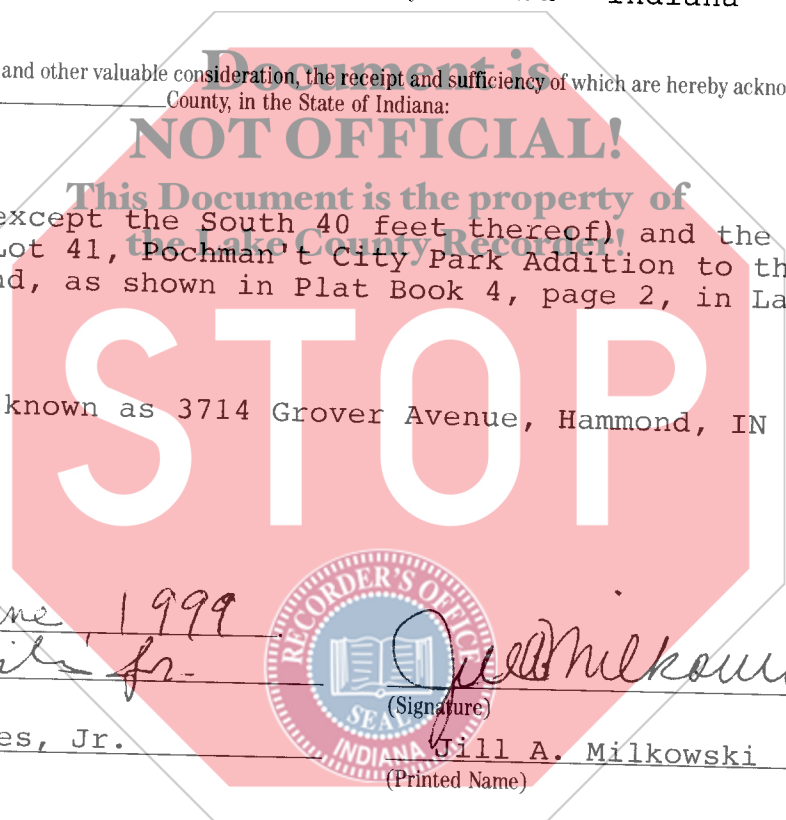 Indiana
Document is
and other valuable consideration, the receipt and sufficiency of which are hereby ackno
County, in the State of Indiana:
NOT OFFICIAL!
This Document is the property of
except the South 40 feet thereof) and the
the Lake County Recorder!
Lot 41, Pochman't City Park Addition to th
nd, as shown in Plat Book 4, page 2, in La
STOP
known as 3714 Grover Avenue, Hammond, IN
ne, 1999
Jr.
Jill A Milkows
(Signature)
es, Jr.
Jill A. Milkowski
(Printed Name)
RECORDER'S OFFICE
SEAL
INDIANA